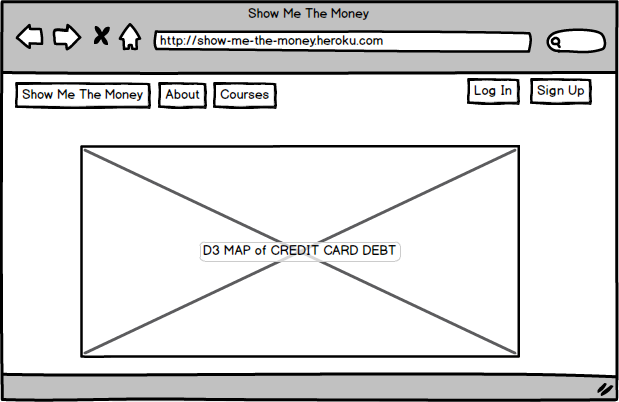 Show Me The Money
http://show-me-the-money.heroku.com
Show Me The Money About Courses Log In Sign Up
D3 MAP of CREDIT CARD DEBT